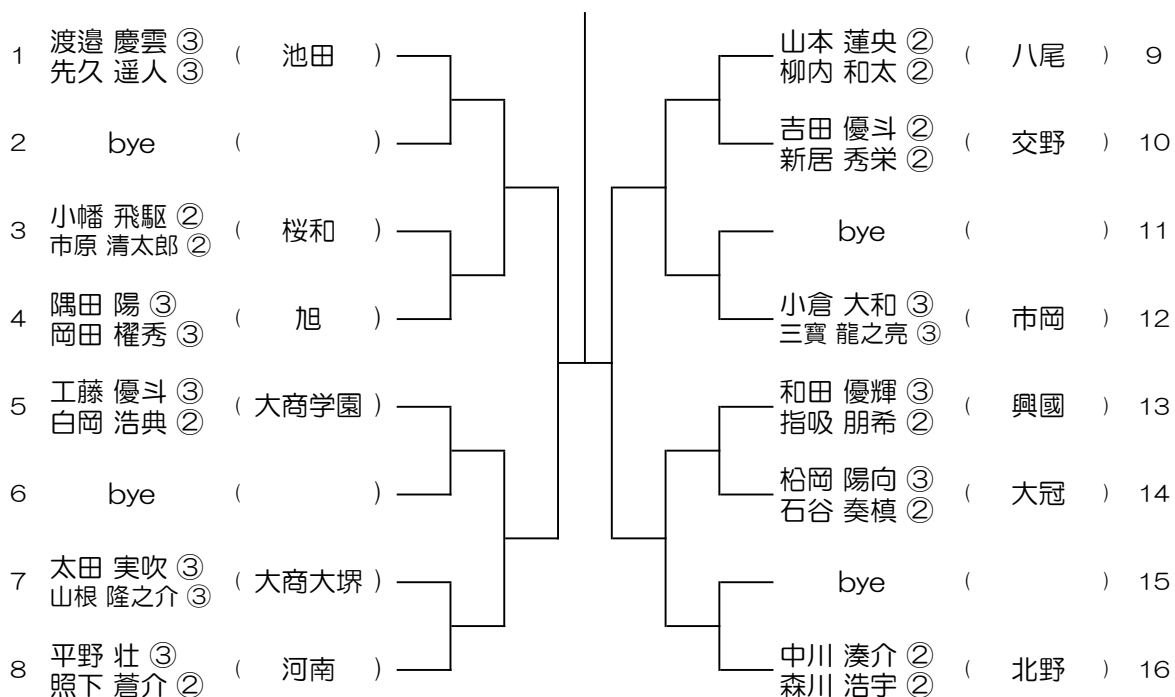 1 渡邉 慶雲 ③ ( 池田 )
先久 遥人 ③
2 bye ( )
3 小幡 飛駆 ② ( 桜和 )
市原 清太郎 ②
4 隅田 陽 ③ ( 旭 )
岡田 櫂秀 ③
5 工藤 優斗 ③ ( 大商学園 )
白岡 浩典 ②
6 bye ( )
7 太田 実吹 ③ ( 大商大堺 )
山根 隆之介 ③
8 平野 壮 ③ ( 河南 )
照下 蒼介 ②
山本 蓮央 ② ( 八尾 ) 9
柳内 和太 ②
吉田 優斗 ② ( 交野 ) 10
新居 秀栄 ②
bye ( ) 11
小倉 大和 ③ ( 市岡 ) 12
三寶 龍之亮 ③
和田 優輝 ③ ( 興國 ) 13
指吸 朋希 ②
松岡 陽向 ③ ( 大冠 ) 14
石谷 奏槙 ②
bye ( ) 15
中川 湊介 ② ( 北野 ) 16
森川 浩宇 ②